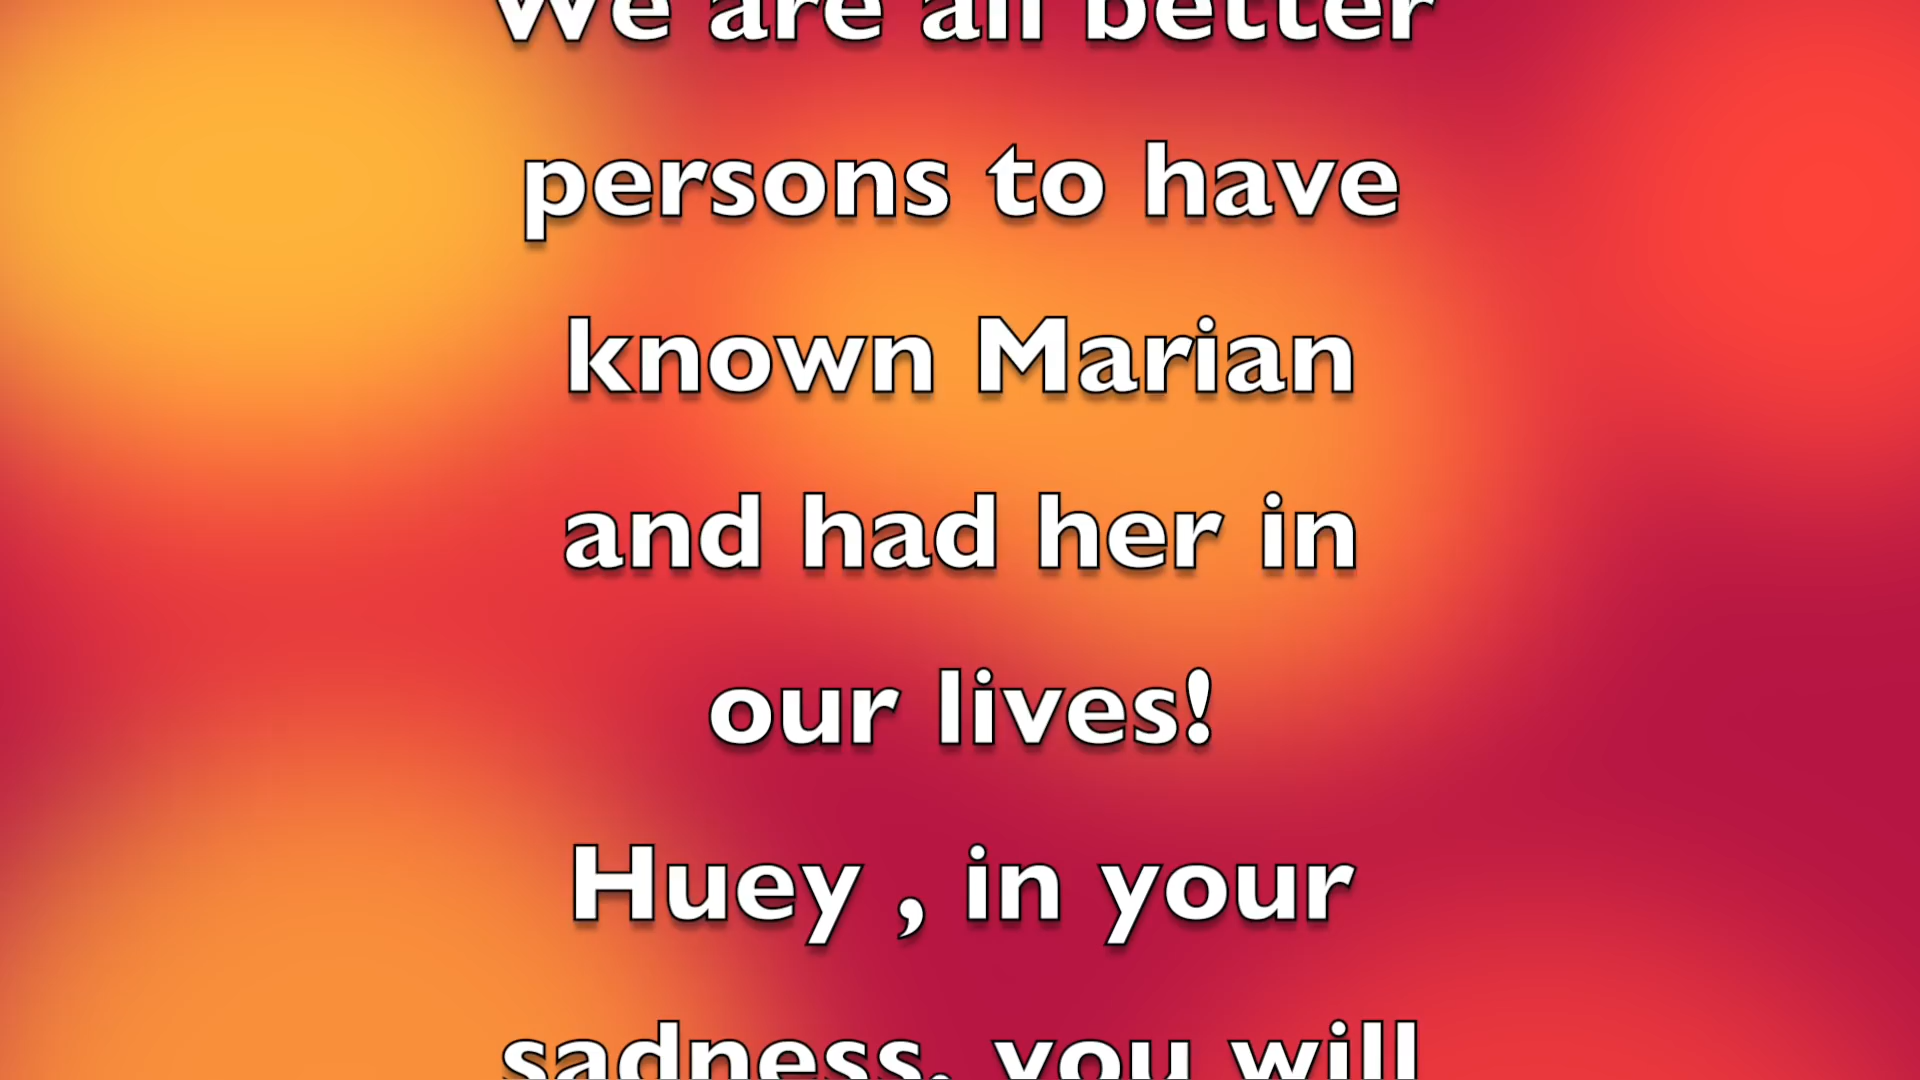 We are all better
persons to have
known Marian
and had her in
our lives!
Huey , in your
sadness, you will